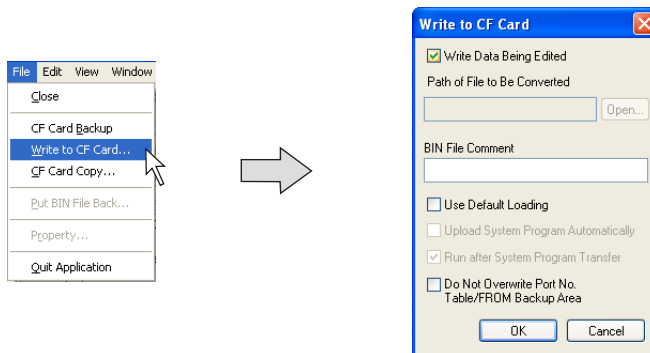 File Edit View Window
Close
CF Card Backup
Write to CF Card...
CF Card Copy...
Put BIN File Back...
Property...
Quit Application
Write to CF Card
Write Data Being Edited
Path of File to Be Converted
Open...
BIN File Comment
Use Default Loading
Upload System Program Automatically
Run after System Program Transfer
Do Not Overwrite Port No.
Table/FROM Backup Area
OK Cancel